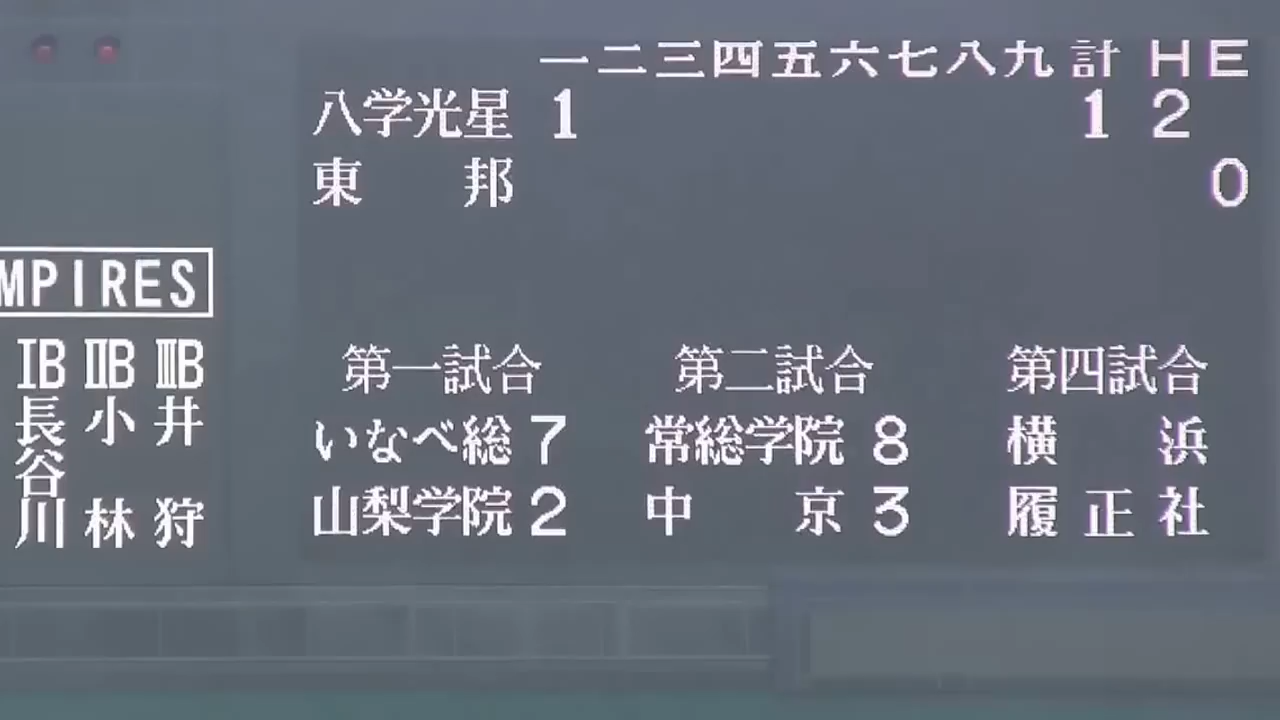 一二三四五六七八九計 H E
八学光星 1 1 2
東邦 0
MPIRES
ⅠB ⅡB ⅢB
長谷川 小林 井狩
第一試合 第二試合 第四試合
いなべ総 7 常総学院 8 横浜
山梨学院 2 中京 3 履正社